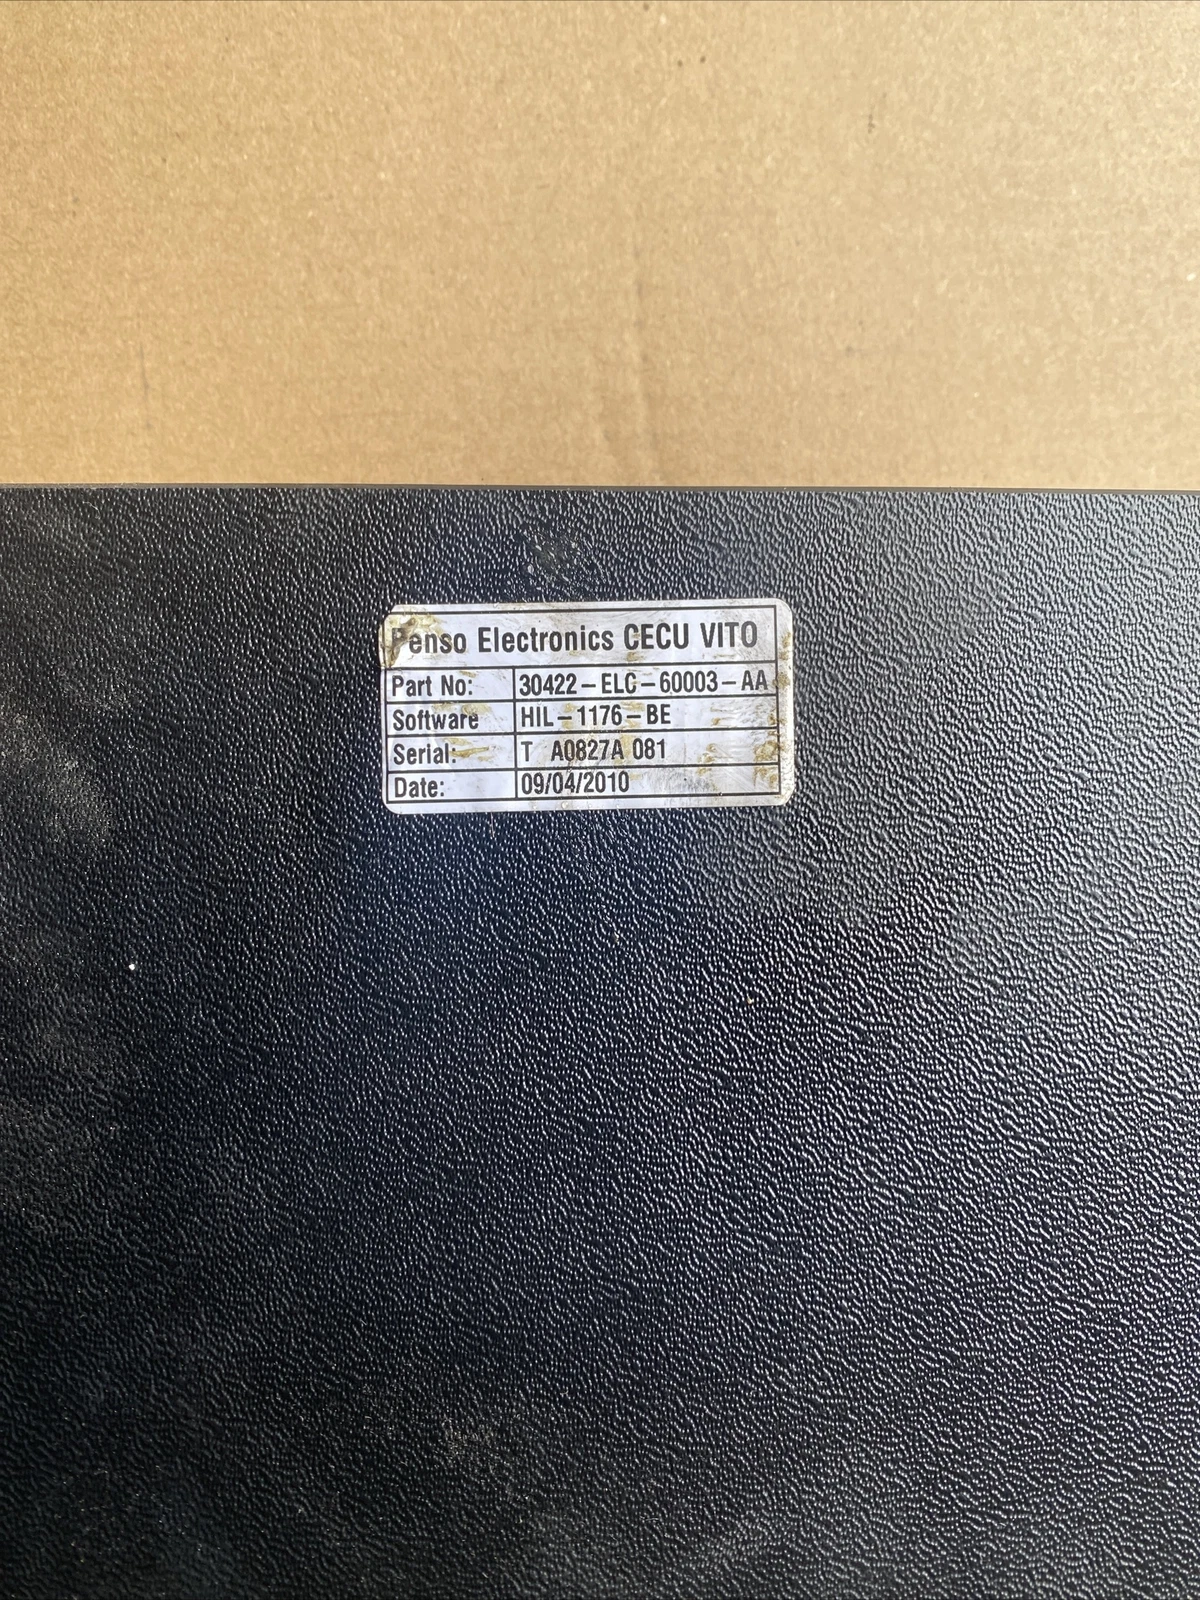 Penso Electronics CECU VITO
Part No: 30422-ELC-60003-AA
Software HIL-1176-BE
Serial: T A0827A 081
Date: 09/04/2010